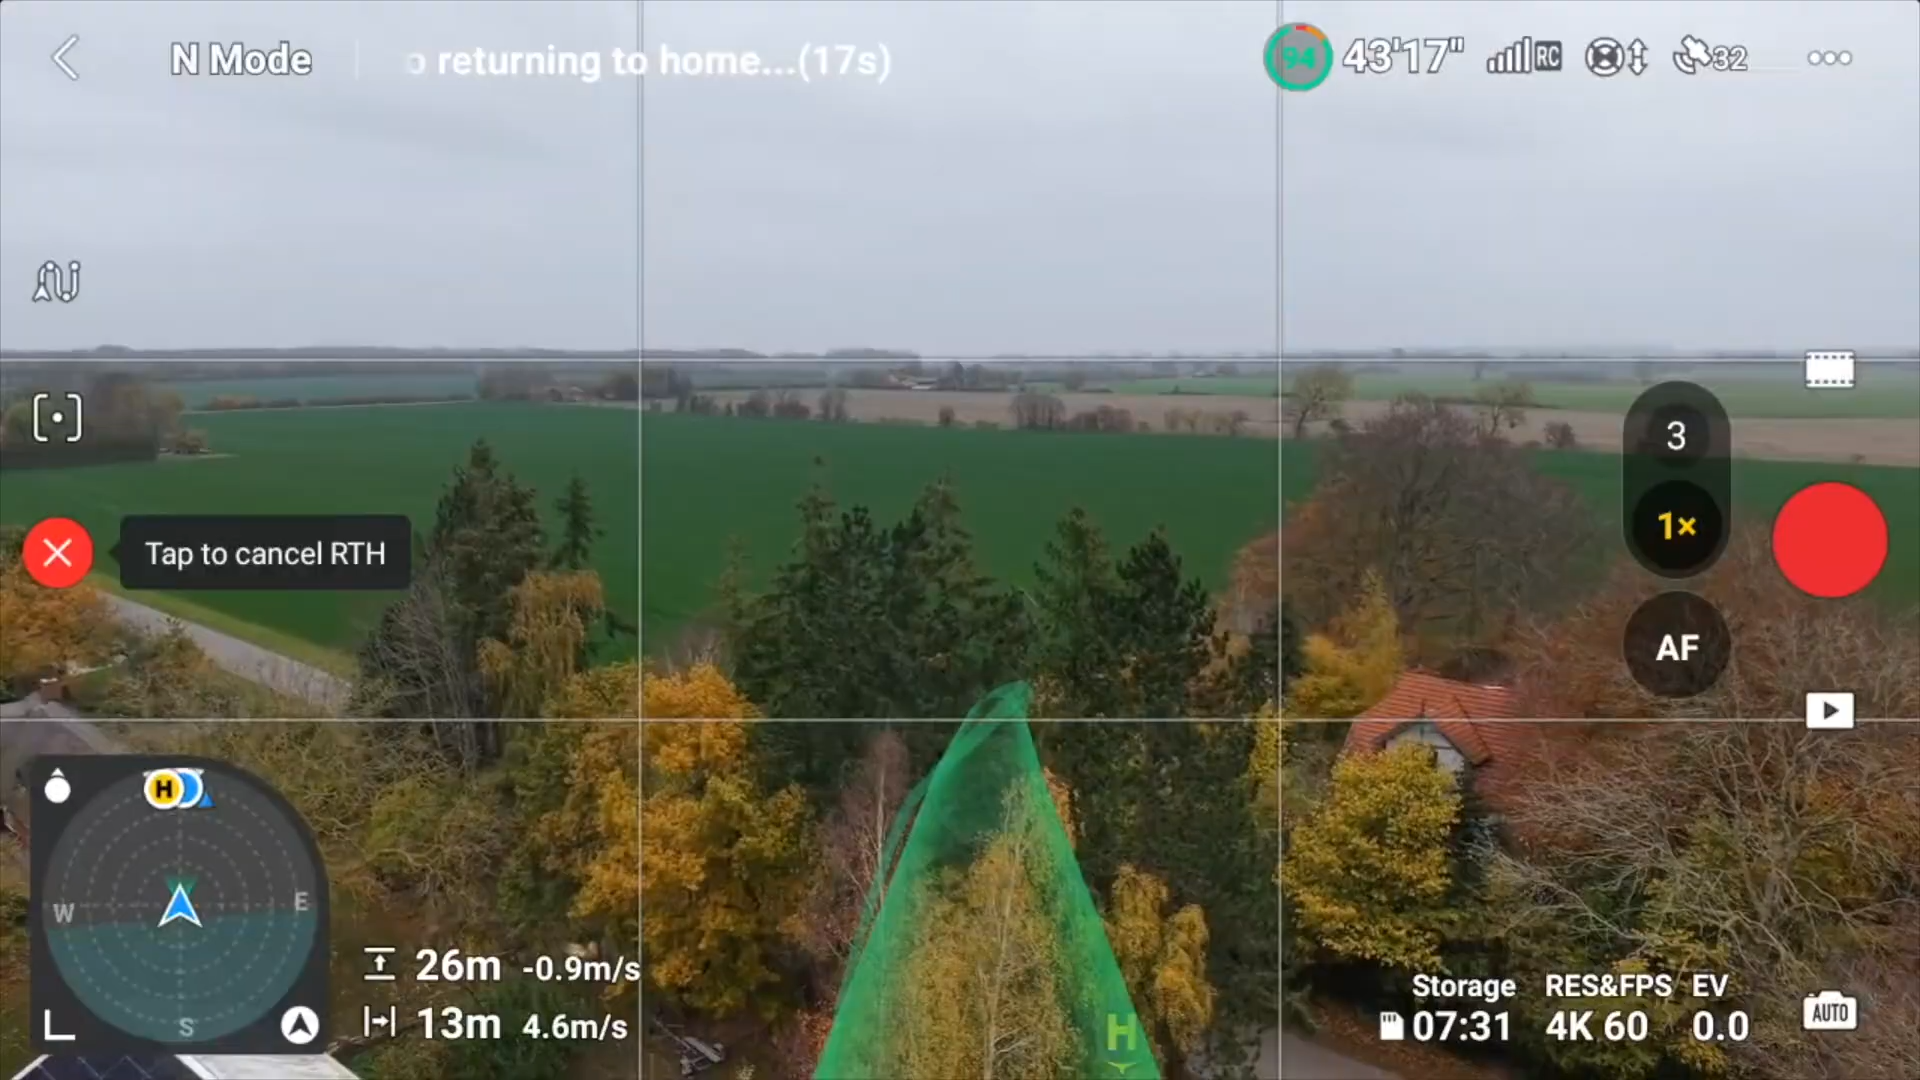 N Mode
returning to home...(17s)
94
43'17"
RC
32
3
1×
Tap to cancel RTH
AF
H
W
E
S
26m -0.9m/s
13m 4.6m/s
H
Storage RES&FPS EV
07:31 4K 60 0.0
AUTO